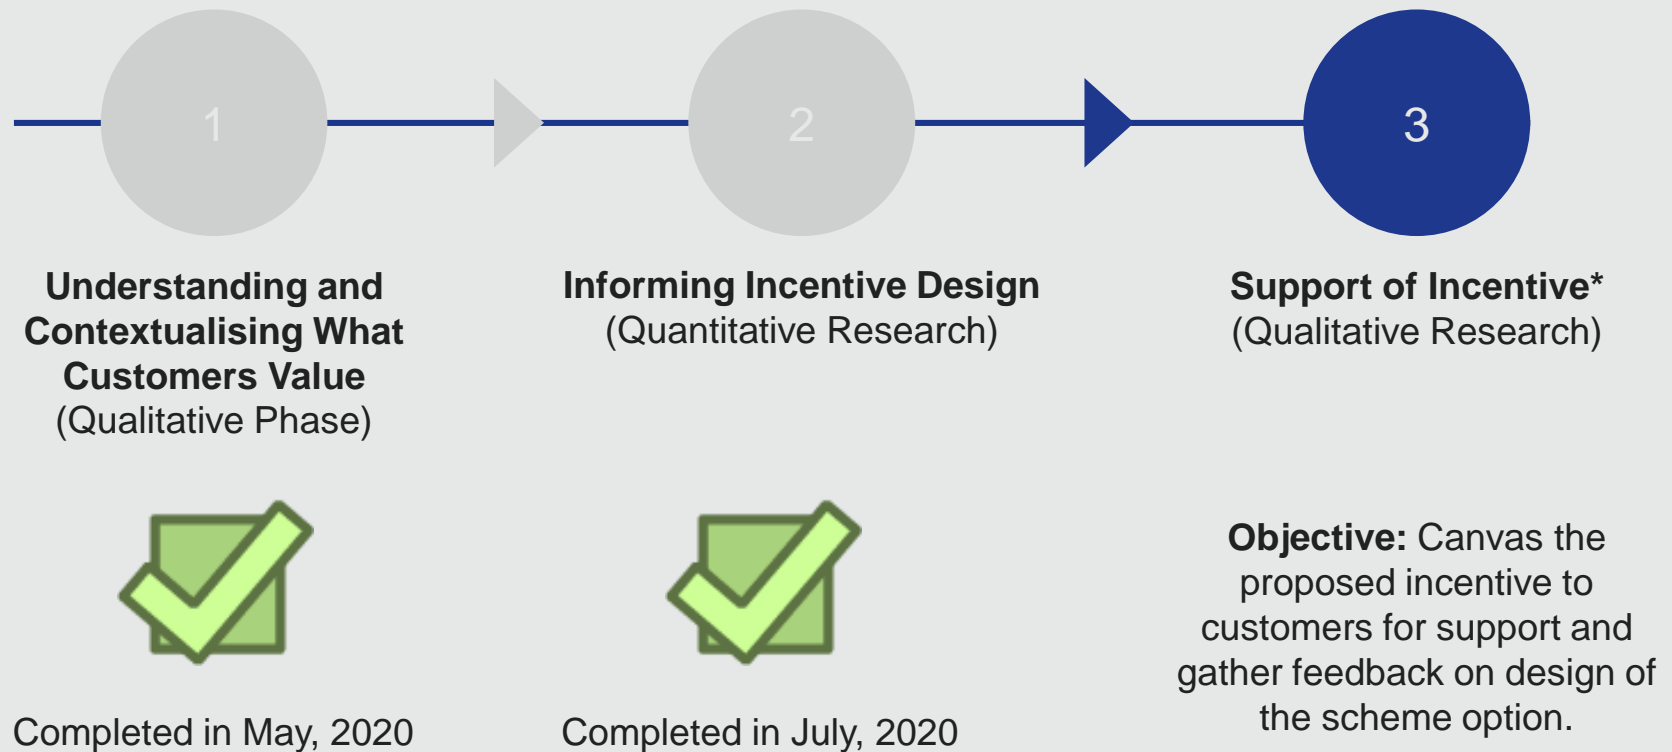 1
2
3
Understanding and
Contextualising What
Customers Value
(Qualitative Phase)
Informing Incentive Design
(Quantitative Research)
Support of Incentive*
(Qualitative Research)
Completed in May, 2020
Completed in July, 2020
Objective: Canvas the
proposed incentive to
customers for support and
gather feedback on design of
the scheme option.